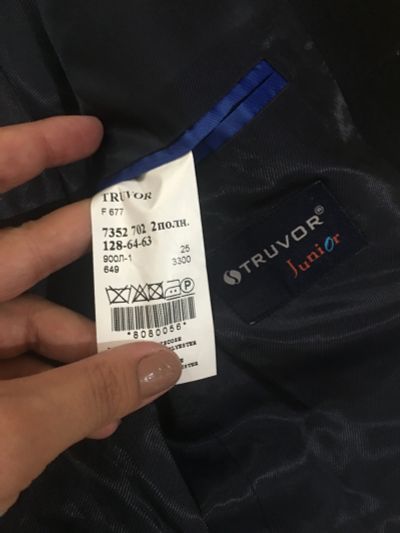 TRUVOR
F 677
7352 702 2полн.
128-64-63
900Л-1 25
649 3300
P
*8080056*
TRUVOR®
Junior